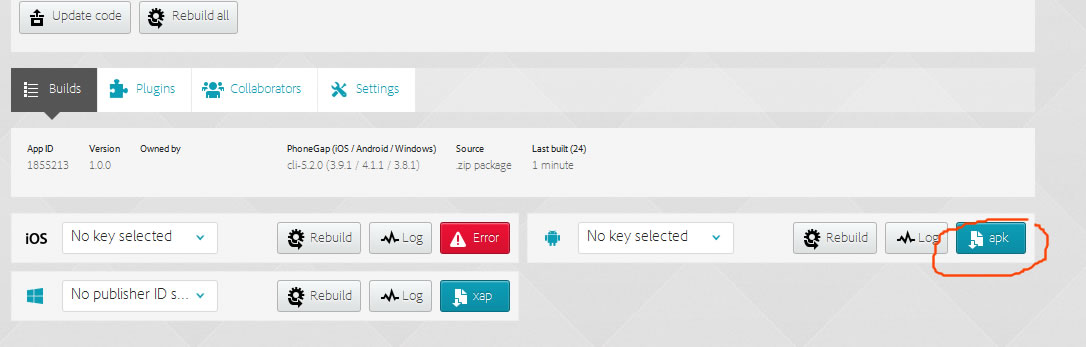 Update code Rebuild all
Builds Plugins Collaborators Settings
App ID Version Owned by PhoneGap (iOS / Android / Windows) Source Last built (24)
1855213 1.0.0 cli-5.2.0 (3.9.1 / 4.1.1 / 3.8.1) .zip package 1 minute
iOS No key selected Rebuild Log Error No key selected Rebuild Log apk
No publisher ID s... Rebuild Log xap